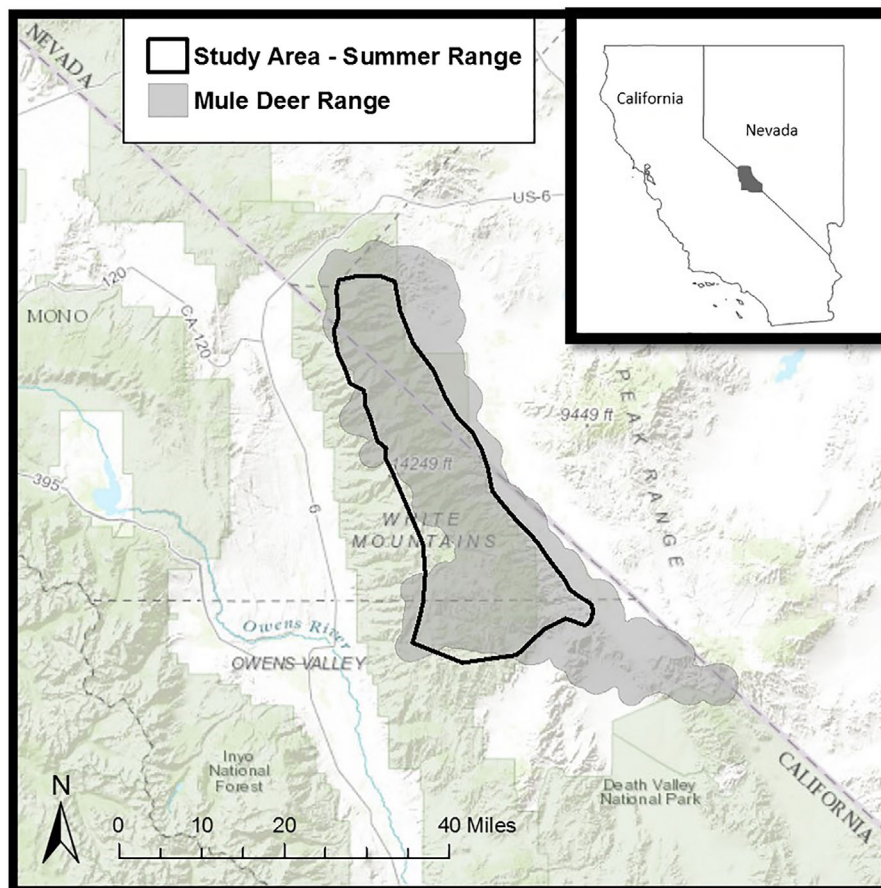 NEVADA
Study Area - Summer Range
Mule Deer Range
California
Nevada
US-6
120
CA-120
MONO
PEAK RANGE
9449 ft
14249 ft
395
6
WHITE
MOUNTAINS
Owens River
OWENS VALLEY
Inyo
National
Forest
Death Valley
National Park
CALIFORNIA
N
0 10 20 40 Miles